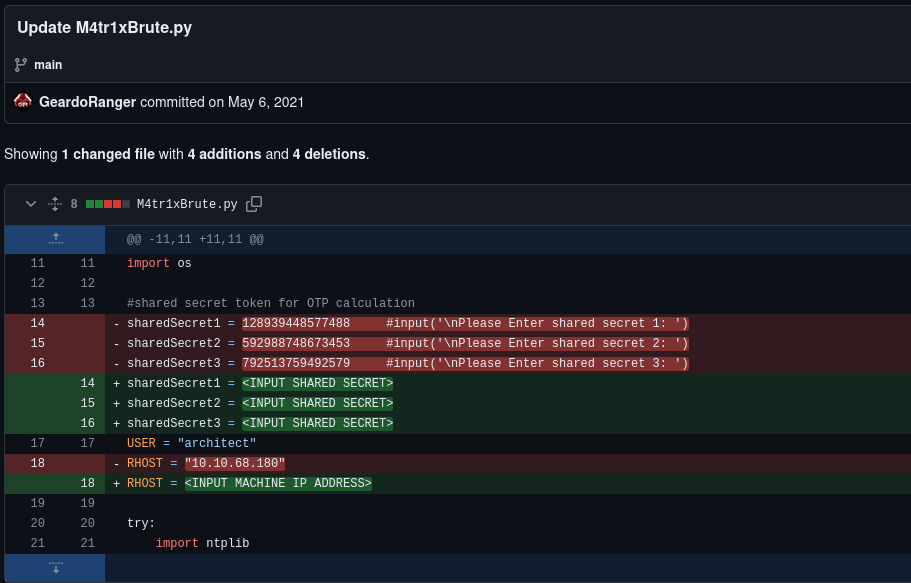 Update M4tr1xBrute.py
main
GeardoRanger committed on May 6, 2021
Showing 1 changed file with 4 additions and 4 deletions.
8 M4tr1xBrute.py
@@ -11,11 +11,11 @@
11 11 import os
12 12
13 13 #shared secret token for OTP calculation
14 - sharedSecret1 = 128939448577488 #input('\nPlease Enter shared secret 1: ')
15 - sharedSecret2 = 592988748673453 #input('\nPlease Enter shared secret 2: ')
16 - sharedSecret3 = 792513759492579 #input('\nPlease Enter shared secret 3: ')
14 + sharedSecret1 = <INPUT SHARED SECRET>
15 + sharedSecret2 = <INPUT SHARED SECRET>
16 + sharedSecret3 = <INPUT SHARED SECRET>
17 17 USER = "architect"
18 - RHOST = "10.10.68.180"
18 + RHOST = <INPUT MACHINE IP ADDRESS>
19 19
20 20 try:
21 21 import ntplib